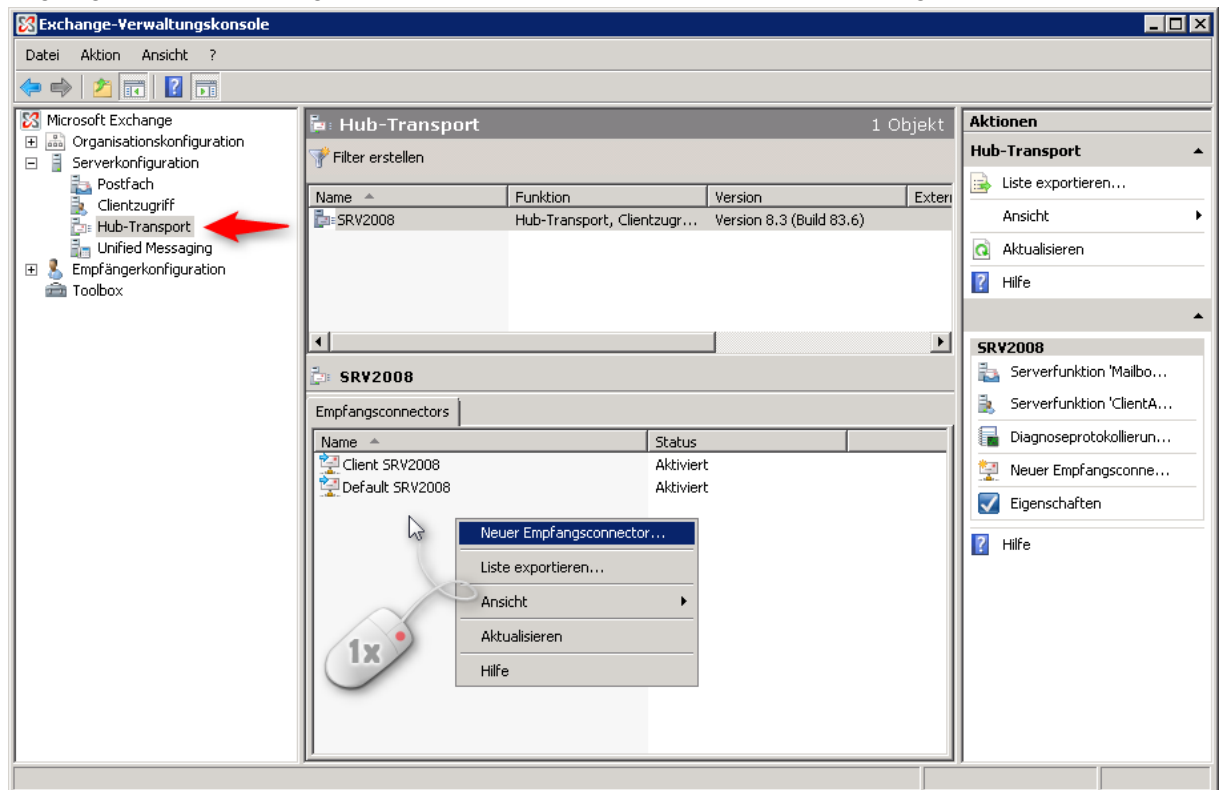 Exchange-Verwaltungskonsole
Datei Aktion Ansicht ?
Microsoft Exchange
Organisationskonfiguration
Serverkonfiguration
Postfach
Clientzugriff
Hub-Transport
Unified Messaging
Empfängerkonfiguration
Toolbox
Hub-Transport 1 Objekt
Filter erstellen
Name Funktion Version Extern
SRV2008 Hub-Transport, Clientzugr... Version 8.3 (Build 83.6)
SRV2008
Empfangsconnectors
Name Status
Client SRV2008 Aktiviert
Default SRV2008 Aktiviert
Neuer Empfangsconnector...
Liste exportieren...
Ansicht
Aktualisieren
Hilfe
1x
Aktionen
Hub-Transport
Liste exportieren...
Ansicht
Aktualisieren
Hilfe
SRV2008
Serverfunktion 'Mailbo...
Serverfunktion 'ClientA...
Diagnoseprotokollierun...
Neuer Empfangsconne...
Eigenschaften
Hilfe